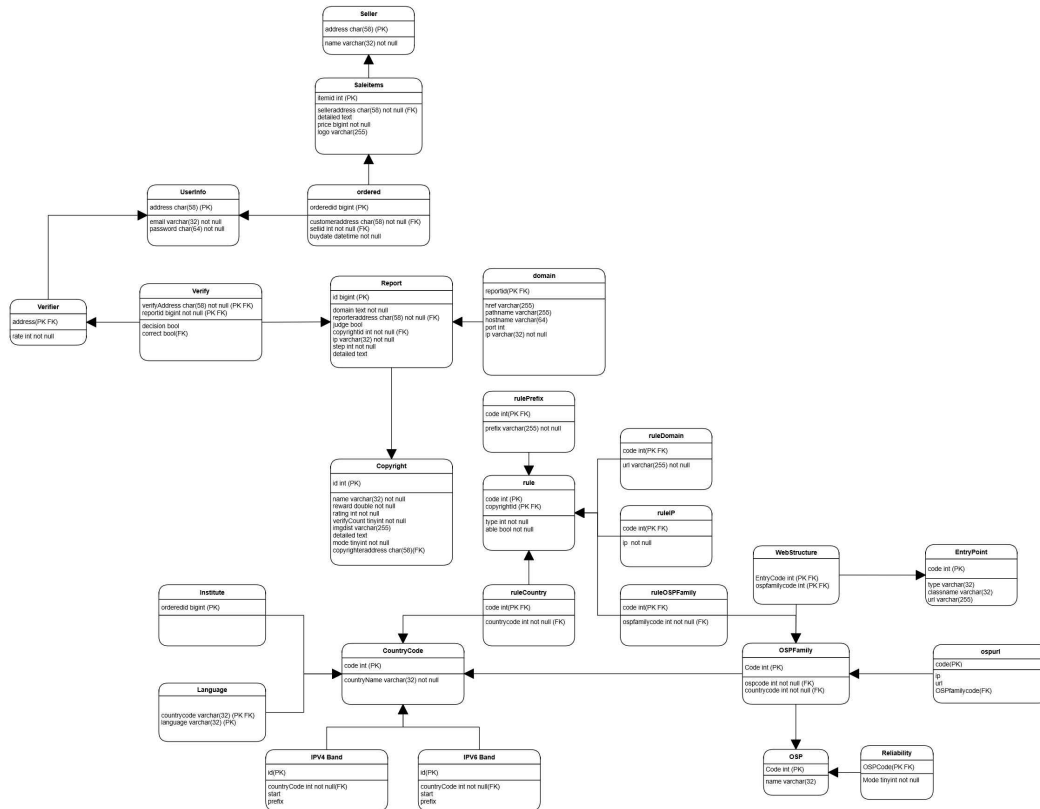 Seller
address char(58) (PK)
name varchar(32) not null
Saleitems
itemid int (PK)
selleraddress char(58) not null (FK)
detailed text
price bigint not null
logo varchar(255)
UserInfo
address char(58) (PK)
email varchar(32) not null
password char(64) not null
ordered
orderedid bigint (PK)
customeraddress char(58) not null (FK)
sellid int not null (FK)
buydate datetime not null
Verifier
address(PK FK)
rate int not null
Verify
verifyAddress char(58) not null (PK FK)
reportId bigint not null (PK FK)
decision bool
correct bool(FK)
Report
id bigint (PK)
domain text not null
reporteraddress char(58) not null (FK)
judge bool
copyrightid int not null (FK)
ip varchar(32) not null
step int not null
detailed text
domain
reportid(PK FK)
href varchar(255)
pathname varchar(255)
hostname varchar(64)
port int
ip varchar(32) not null
rulePrefix
code int(PK FK)
prefix varchar(255) not null
ruleDomain
code int(PK FK)
url varchar(255) not null
Copyright
id int (PK)
name varchar(32) not null
reward double not null
rating int not null
verifyCount tinyint not null
imgdist varchar(255)
detailed text
mode tinyint not null
copyrighteraddress char(58)(FK)
rule
code int (PK)
copyrightId (PK FK)
type int not null
able bool not null
ruleIP
code int(PK FK)
ip  not null
WebStructure
EntryCode int (PK FK)
ospfamilycode int (PK FK)
EntryPoint
code int (PK)
type varchar(32)
classname varchar(32)
url varchar(255)
Institute
orderedid bigint (PK)
ruleCountry
code int(PK FK)
countrycode int not null (FK)
ruleOSPFamily
code int(PK FK)
ospfamilycode int not null (FK)
CountryCode
code int (PK)
countryName varchar(32) not null
OSPFamily
Code int (PK)
ospcode int not null (FK)
countrycode int not null (FK)
ospurl
code(PK)
ip
url
OSPfamilycode(FK)
Language
countrycode varchar(32) (PK FK)
language varchar(32) (PK)
IPV4 Band
id(PK)
countryCode int not null(FK)
start
prefix
IPV6 Band
id(PK)
countryCode int not null(FK)
start
prefix
OSP
Code int (PK)
name varchar(32)
Reliability
OSPCode(PK FK)
Mode tinyint not null